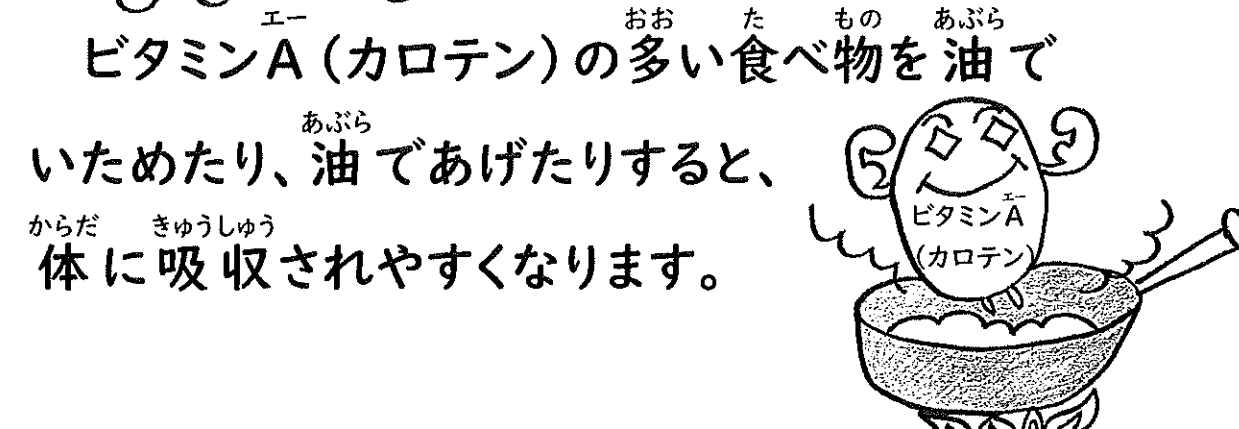 ビタミンA(カロテン)の多い食べ物を油で
いためたり、油であげたりすると、
体に吸収されやすくなります。
ビタミンA
(カロテン)